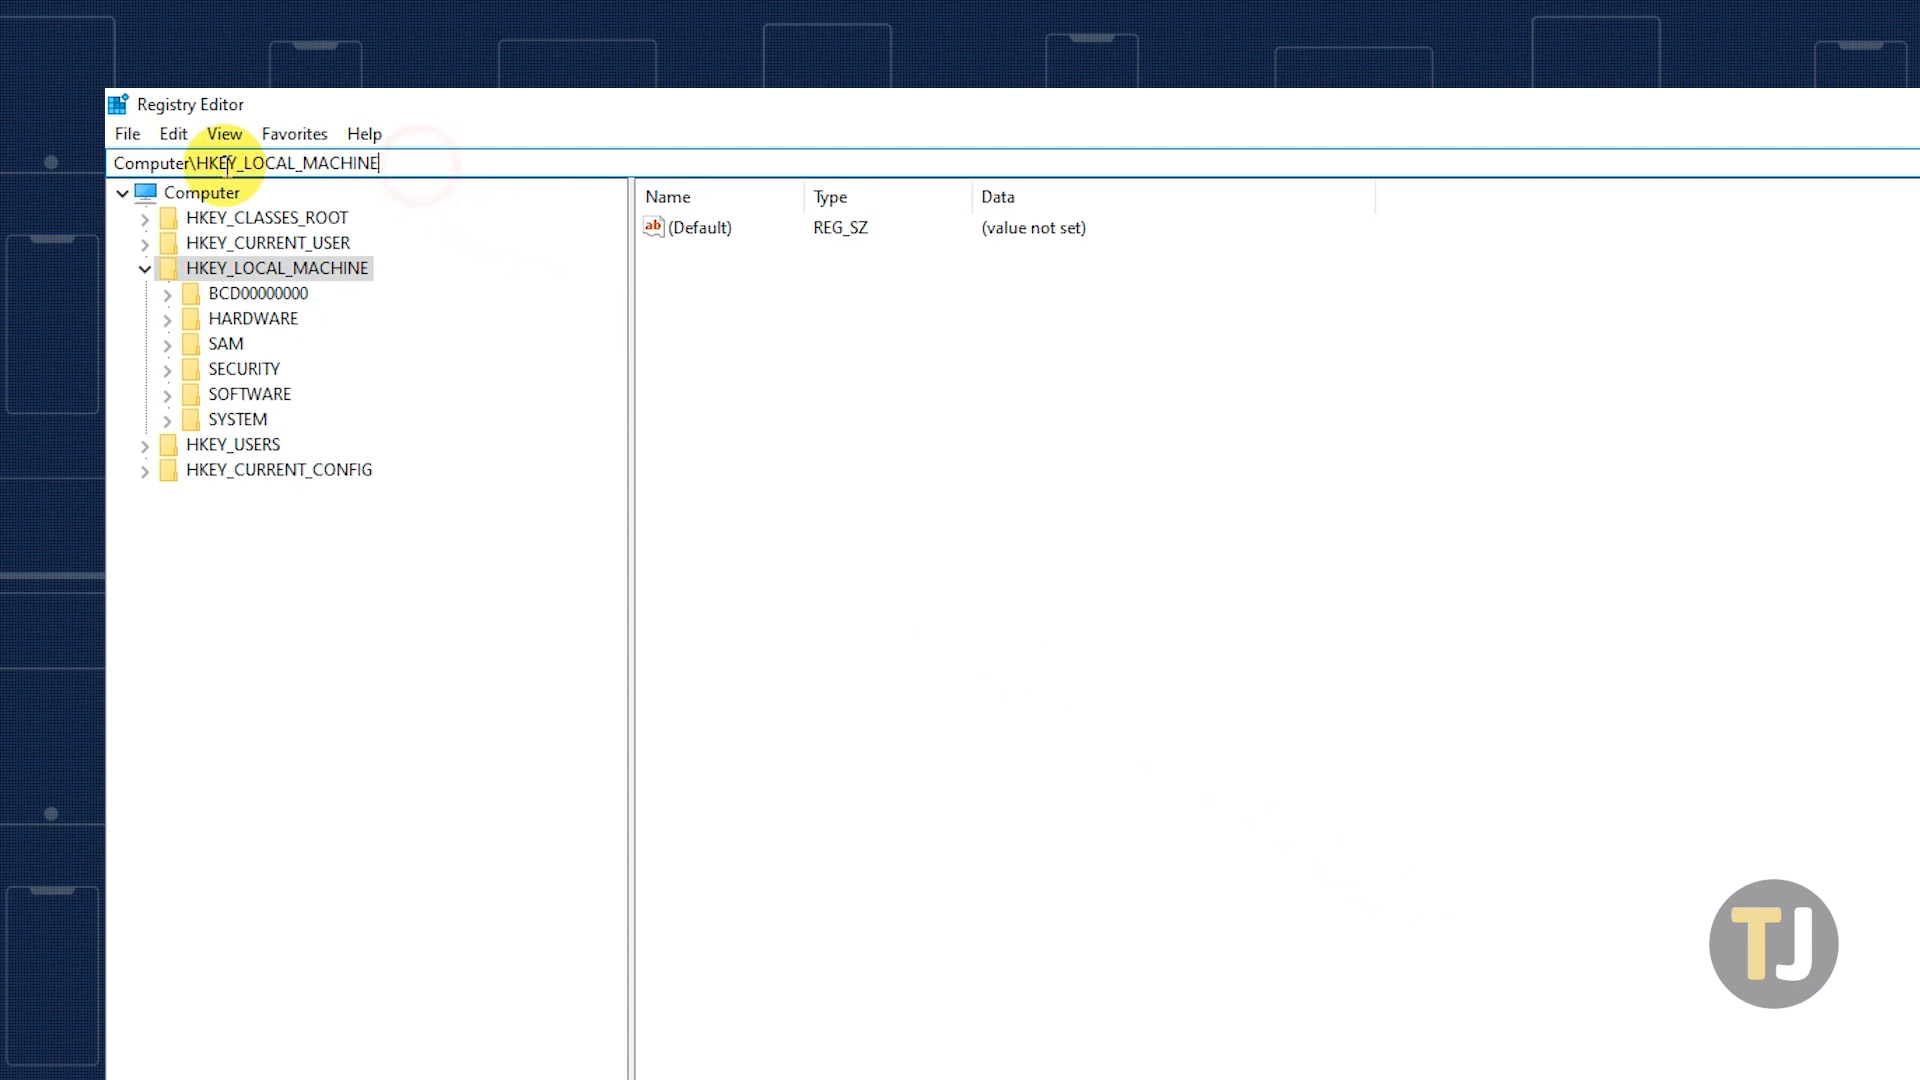 Registry Editor
File Edit View Favorites Help
Computer\HKEY_LOCAL_MACHINE
Computer
HKEY_CLASSES_ROOT
HKEY_CURRENT_USER
HKEY_LOCAL_MACHINE
BCD00000000
HARDWARE
SAM
SECURITY
SOFTWARE
SYSTEM
HKEY_USERS
HKEY_CURRENT_CONFIG
Name Type Data
ab (Default) REG_SZ (value not set)
TJ